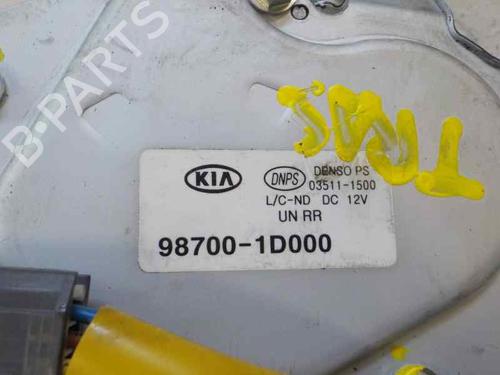 B-PARTS
KIA DNPS DENSO PS
03511-1500
L/C-ND DC 12V
UN RR
98700-1D000